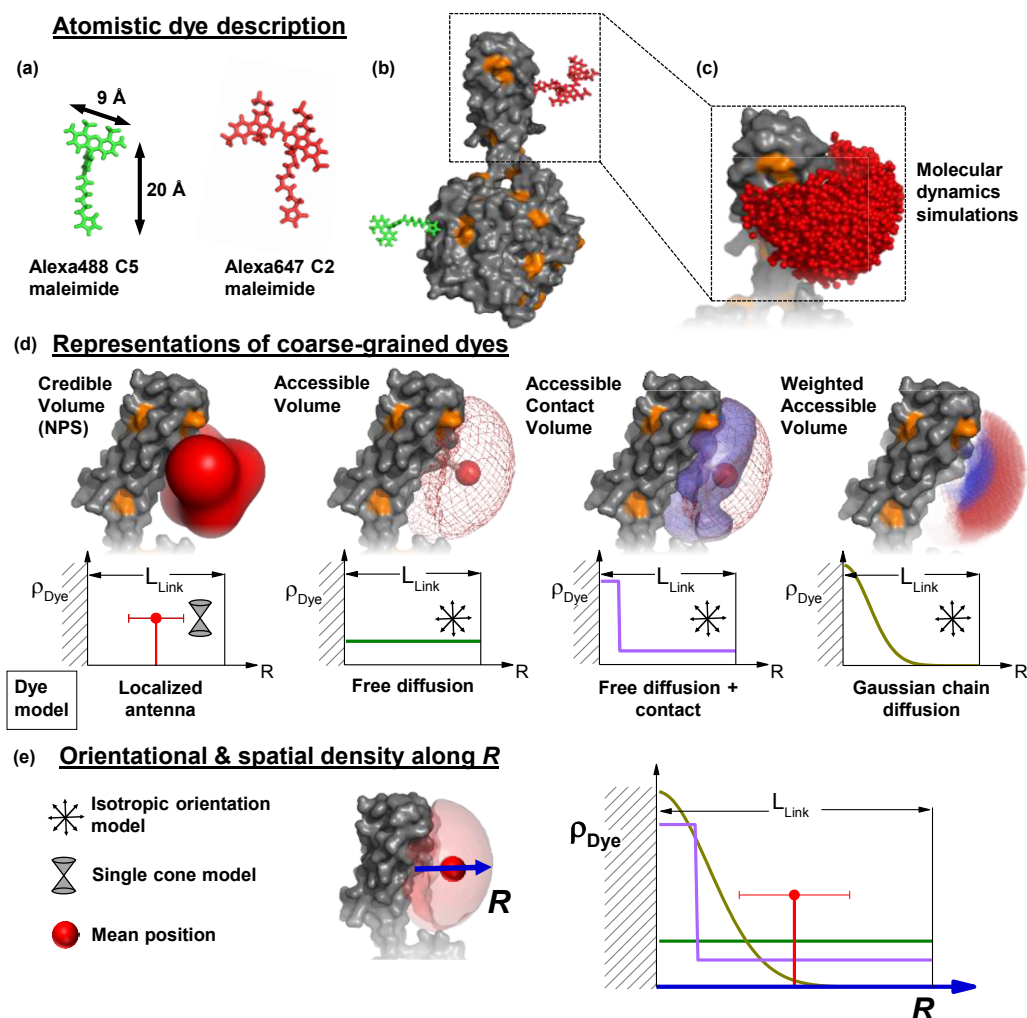 Atomistic dye description
(a)
(b)
(c)
9 Å
20 Å
Alexa488 C5
maleimide
Alexa647 C2
maleimide
Molecular
dynamics
simulations
(d) Representations of coarse-grained dyes
Credible
Volume
(NPS)
Accessible
Volume
Accessible
Contact
Volume
Weighted
Accessible
Volume
ρDye
LLink
R
ρDye
LLink
R
ρDye
LLink
R
ρDye
LLink
R
Dye
model
Localized
antenna
Free diffusion
Free diffusion +
contact
Gaussian chain
diffusion
(e) Orientational & spatial density along R
Isotropic orientation
model
Single cone model
Mean position
R
ρDye
LLink
R